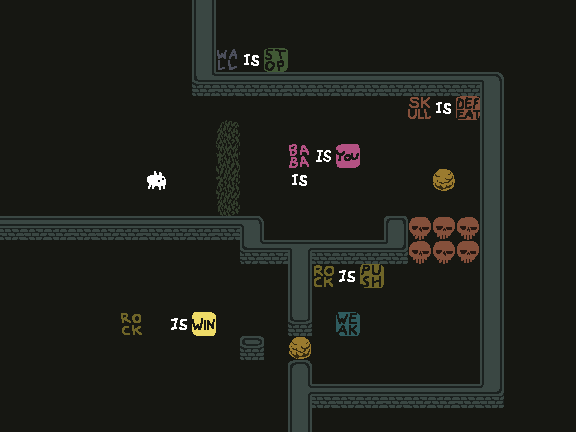 WALL IS STOP
SKULL IS DEFEAT
BABA IS YOU
IS
ROCK IS PUSH
ROCK IS WIN
WEAK